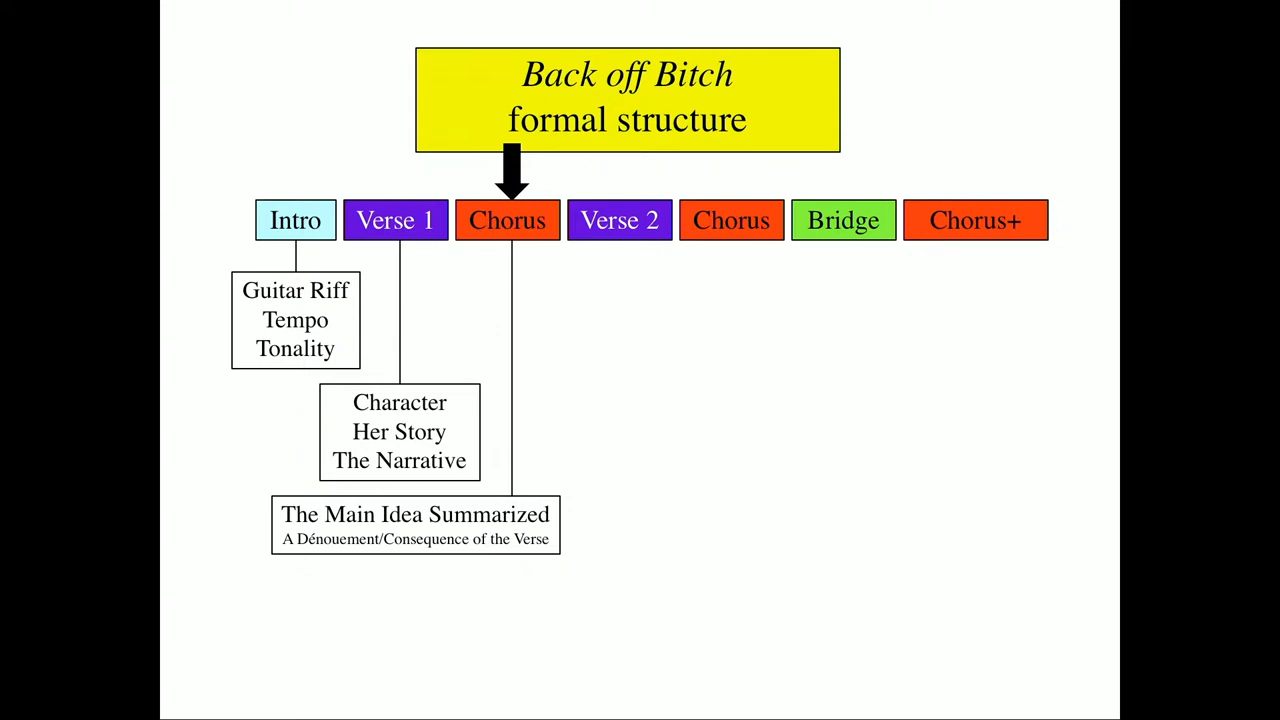 Back off Bitch
formal structure
Intro
Verse 1
Chorus
Verse 2
Chorus
Bridge
Chorus+
Guitar Riff
Tempo
Tonality
Character
Her Story
The Narrative
The Main Idea Summarized
A Dénouement/Consequence of the Verse